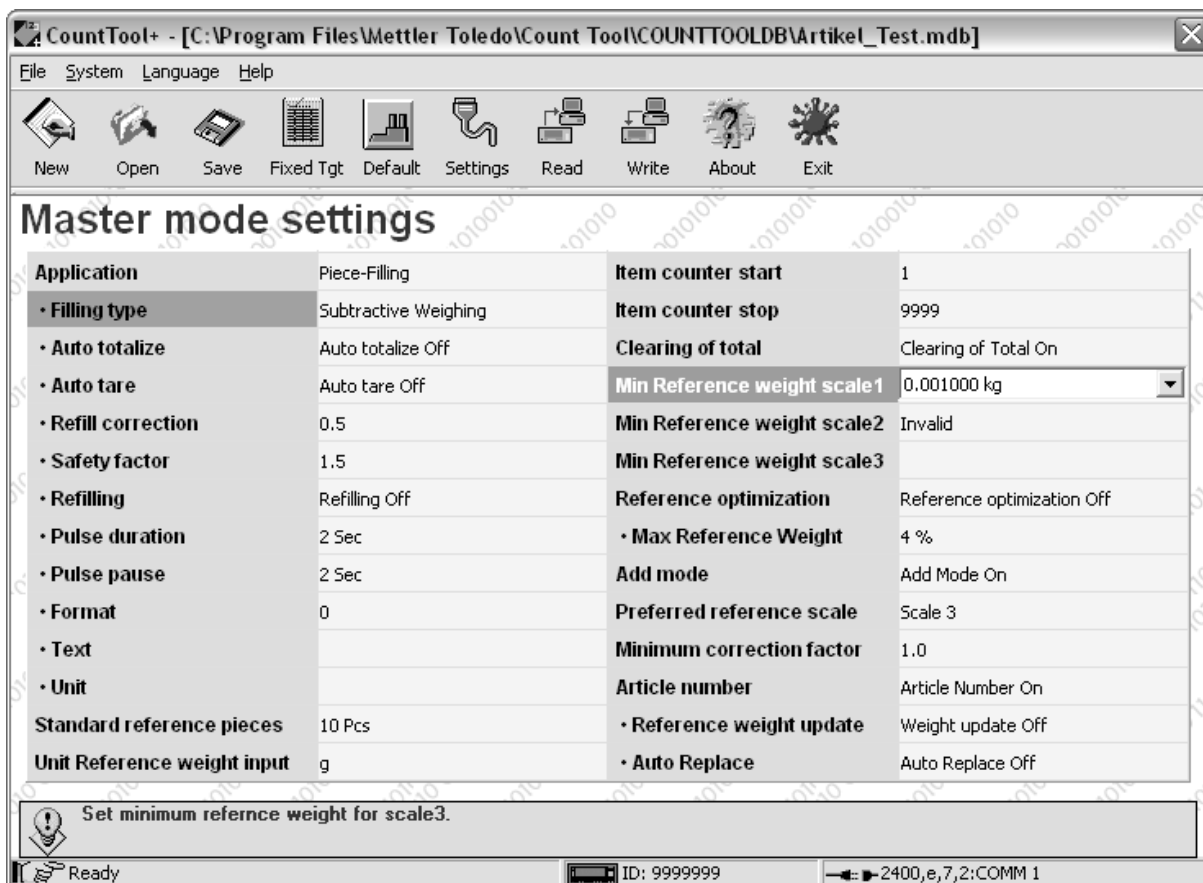 CountTool+ - [C:\Program Files\Mettler Toledo\Count Tool\COUNTTOOLDB\Artikel_Test.mdb]
File System Language Help
New Open Save Fixed Tgt Default Settings Read Write About Exit
Master mode settings
Application Piece-Filling Item counter start 1
• Filling type Subtractive Weighing Item counter stop 9999
• Auto totalize Auto totalize Off Clearing of total Clearing of Total On
• Auto tare Auto tare Off Min Reference weight scale1 0.001000 kg
• Refill correction 0.5 Min Reference weight scale2 Invalid
• Safety factor 1.5 Min Reference weight scale3
• Refilling Refilling Off Reference optimization Reference optimization Off
• Pulse duration 2 Sec • Max Reference Weight 4 %
• Pulse pause 2 Sec Add mode Add Mode On
• Format 0 Preferred reference scale Scale 3
• Text Minimum correction factor 1.0
• Unit Article number Article Number On
Standard reference pieces 10 Pcs • Reference weight update Weight update Off
Unit Reference weight input g • Auto Replace Auto Replace Off
Set minimum refernce weight for scale3.
Ready ID: 9999999 2400,e,7,2:COMM 1